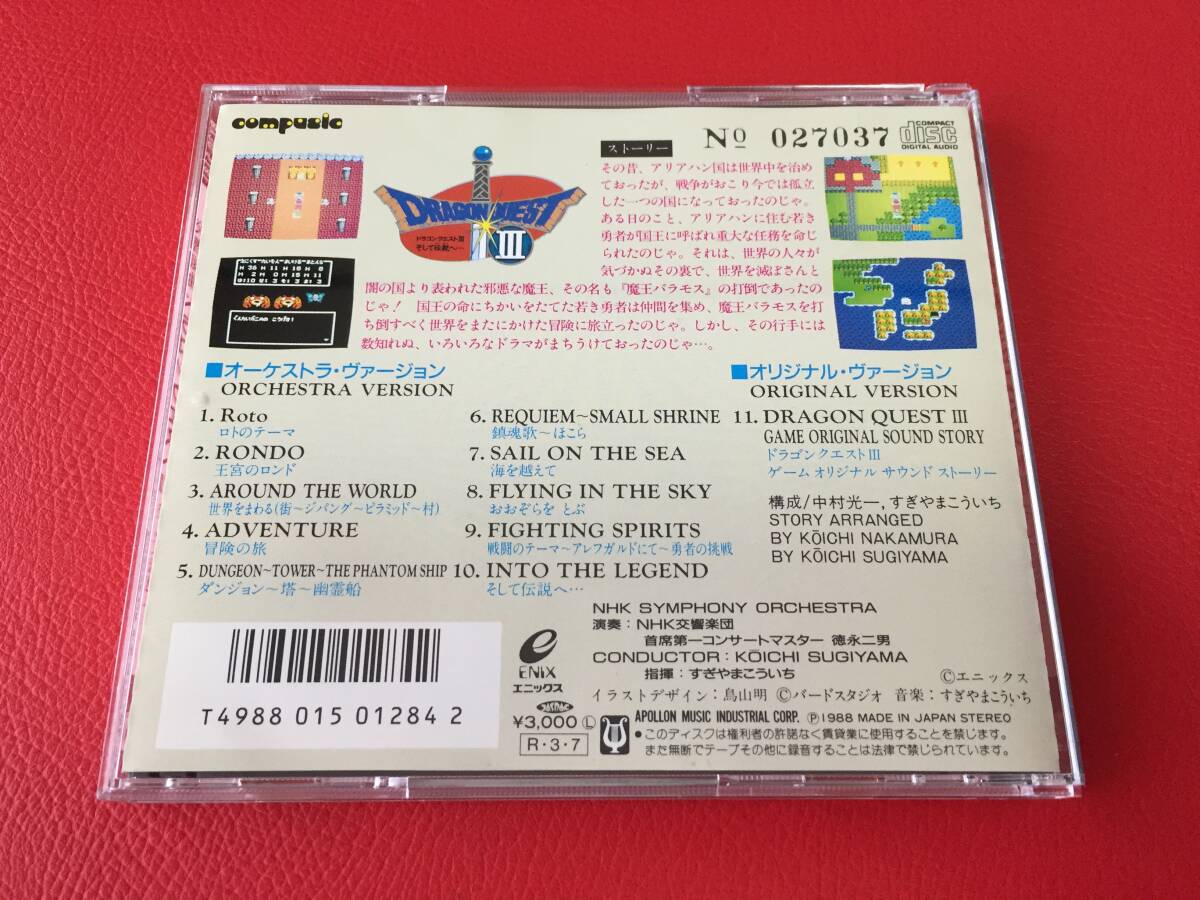 compusic
No 027037
COMPACT
disc
DIGITAL AUDIO
DRAGON QUEST
ドラゴンクエストIII
そして伝説へ…
III
ストーリー
その昔、アリアハン国は世界中を治め
ておったが、戦争がおこり今では孤立
した一つの国になっておったのじゃ。
ある日のこと、アリアハンに住む若き
勇者が国王に呼ばれ重大な任務を命じ
られたのじゃ。それは、世界の人々が
気づかぬその裏で、世界を滅ぼさんと
闇の国より表われた邪悪な魔王、その名も『魔王バラモス』の打倒であったの
じゃ! 国王の命にちかいをたてた若き勇者は仲間を集め、魔王バラモスを打
ち倒すべく世界をまたにかけた冒険に旅立ったのじゃ。しかし、その行手には
数知れぬ、いろいろなドラマがまちうけておったのじゃ…。
■オーケストラ・ヴァージョン
ORCHESTRA VERSION
1. Roto
ロトのテーマ
2. RONDO
王宮のロンド
3. AROUND THE WORLD
世界をまわる(街〜ジパング〜ピラミッド〜村)
4. ADVENTURE
冒険の旅
5. DUNGEON~TOWER~THE PHANTOM SHIP
ダンジョン〜塔〜幽霊船
6. REQUIEM~SMALL SHRINE
鎮魂歌〜ほこら
7. SAIL ON THE SEA
海を越えて
8. FLYING IN THE SKY
おおぞらを とぶ
9. FIGHTING SPIRITS
戦闘のテーマ〜アレフガルドにて〜勇者の挑戦
10. INTO THE LEGEND
そして伝説へ…
■オリジナル・ヴァージョン
ORIGINAL VERSION
11. DRAGON QUEST III
GAME ORIGINAL SOUND STORY
ドラゴンクエストIII
ゲーム オリジナル サウンド ストーリー
構成/中村光一, すぎやまこういち
STORY ARRANGED
BY KŌICHI NAKAMURA
BY KŌICHI SUGIYAMA
NHK SYMPHONY ORCHESTRA
演奏:NHK交響楽団
首席第一コンサートマスター 徳永二男
CONDUCTOR:KŌICHI SUGIYAMA
指揮:すぎやまこういち
Ⓒエニックス
イラストデザイン:鳥山明 Ⓒバードスタジオ 音楽:すぎやまこういち
ENIX
エニックス
JASRAC
¥3,000 Ⓛ
R・3・7
APOLLON MUSIC INDUSTRIAL CORP. Ⓟ1988 MADE IN JAPAN STEREO
●このディスクは権利者の許諾なく賃貸業に使用することを禁じます。
また無断でテープその他に録音することは法律で禁じられています。
T4988 015 01284 2